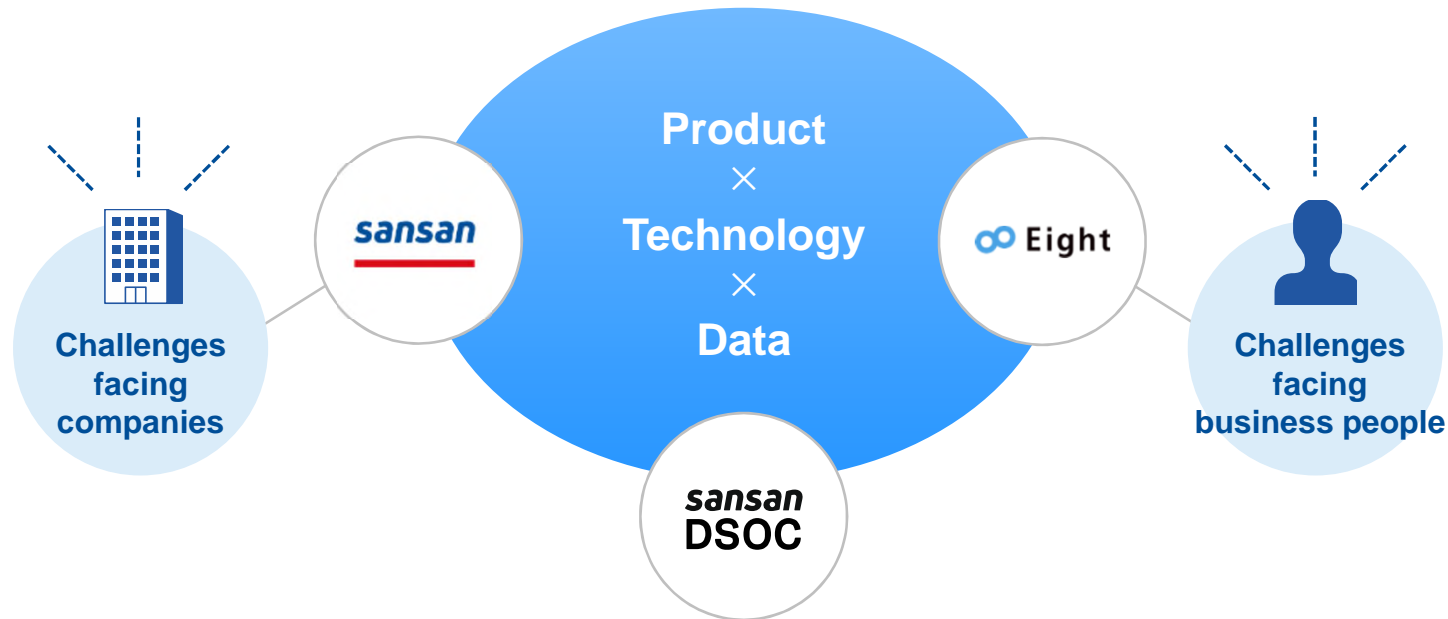 Product
×
Technology
×
Data
sansan
Eight
sansan
DSOC
Challenges
facing
companies
Challenges
facing
business people